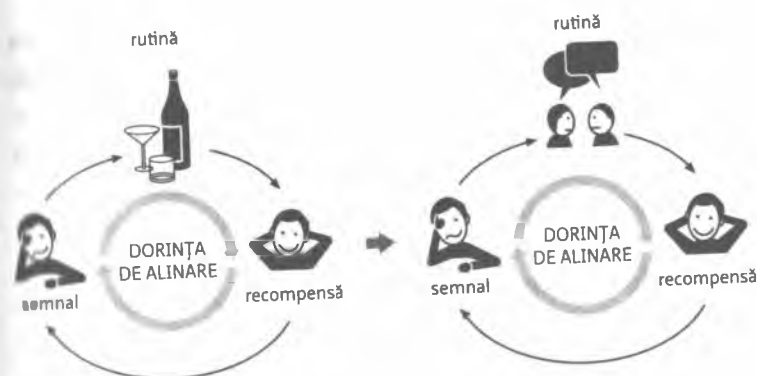 rutină
DORINȚA
DE ALINARE
semnal
recompensă
rutină
DORINȚA
DE ALINARE
semnal
recompensă